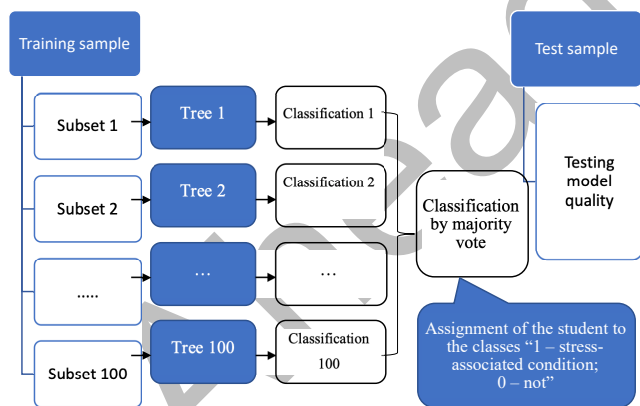 Training sample
Test sample
Subset 1
Tree 1
Classification 1
Subset 2
Tree 2
Classification 2
.....
...
...
Subset 100
Tree 100
Classification
100
Classification
by majority
vote
Testing
model
quality
Assignment of the student to
the classes “1 – stress-
associated condition;
0 – not”